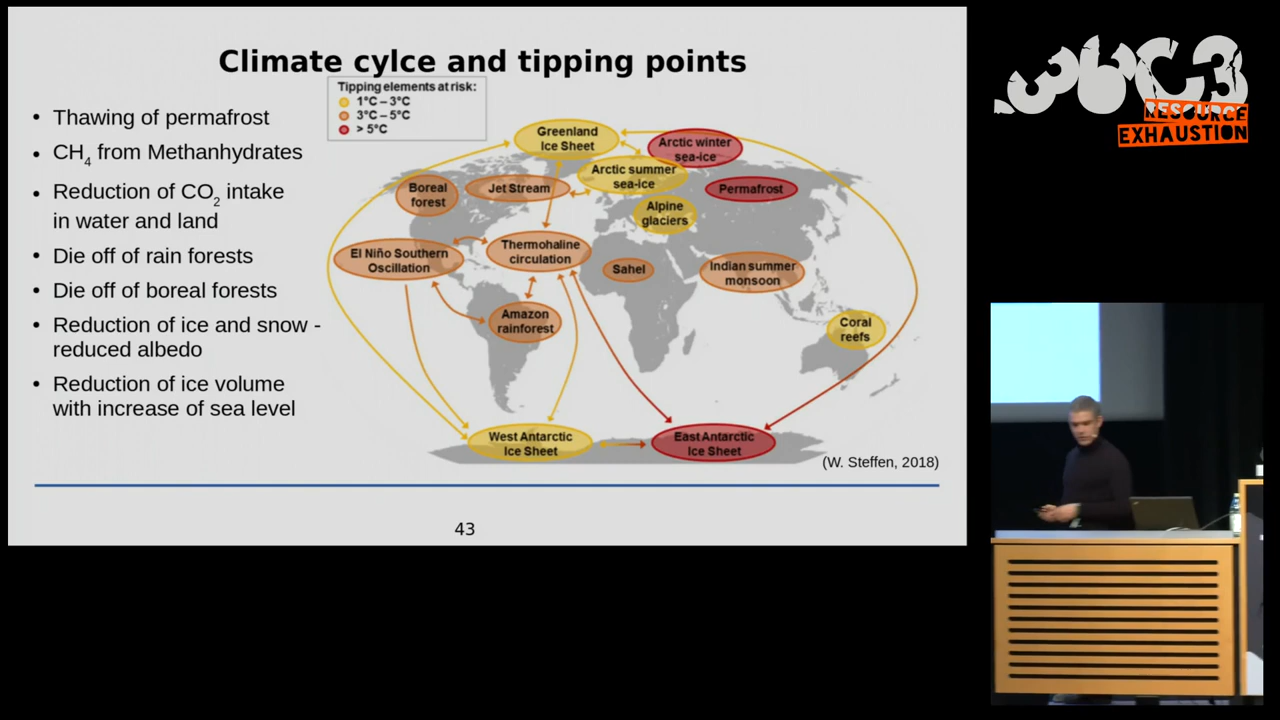 Climate cylce and tipping points
• Thawing of permafrost
• CH4 from Methanhydrates
• Reduction of CO2 intake
in water and land
• Die off of rain forests
• Die off of boreal forests
• Reduction of ice and snow -
reduced albedo
• Reduction of ice volume
with increase of sea level
Tipping elements at risk:
1°C – 3°C
3°C – 5°C
> 5°C
Greenland
Ice Sheet
Arctic winter
sea-ice
Arctic summer
sea-ice
Boreal
forest
Jet Stream
Permafrost
Alpine
glaciers
El Niño Southern
Oscillation
Thermohaline
circulation
Sahel
Indian summer
monsoon
Amazon
rainforest
Coral
reefs
West Antarctic
Ice Sheet
East Antarctic
Ice Sheet
(W. Steffen, 2018)
43
36C3
RESOURCE
EXHAUSTION